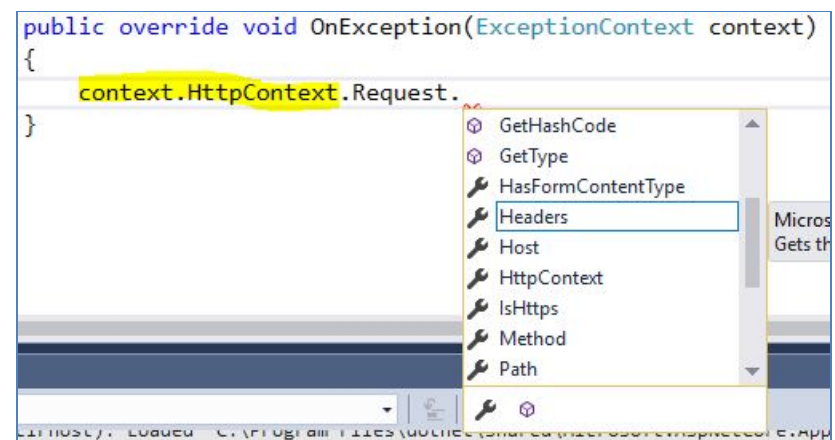 public override void OnException(ExceptionContext context)
{
context.HttpContext.Request.
}
GetHashCode
GetType
HasFormContentType
Headers
Host
HttpContext
IsHttps
Method
Path
Micros
Gets th